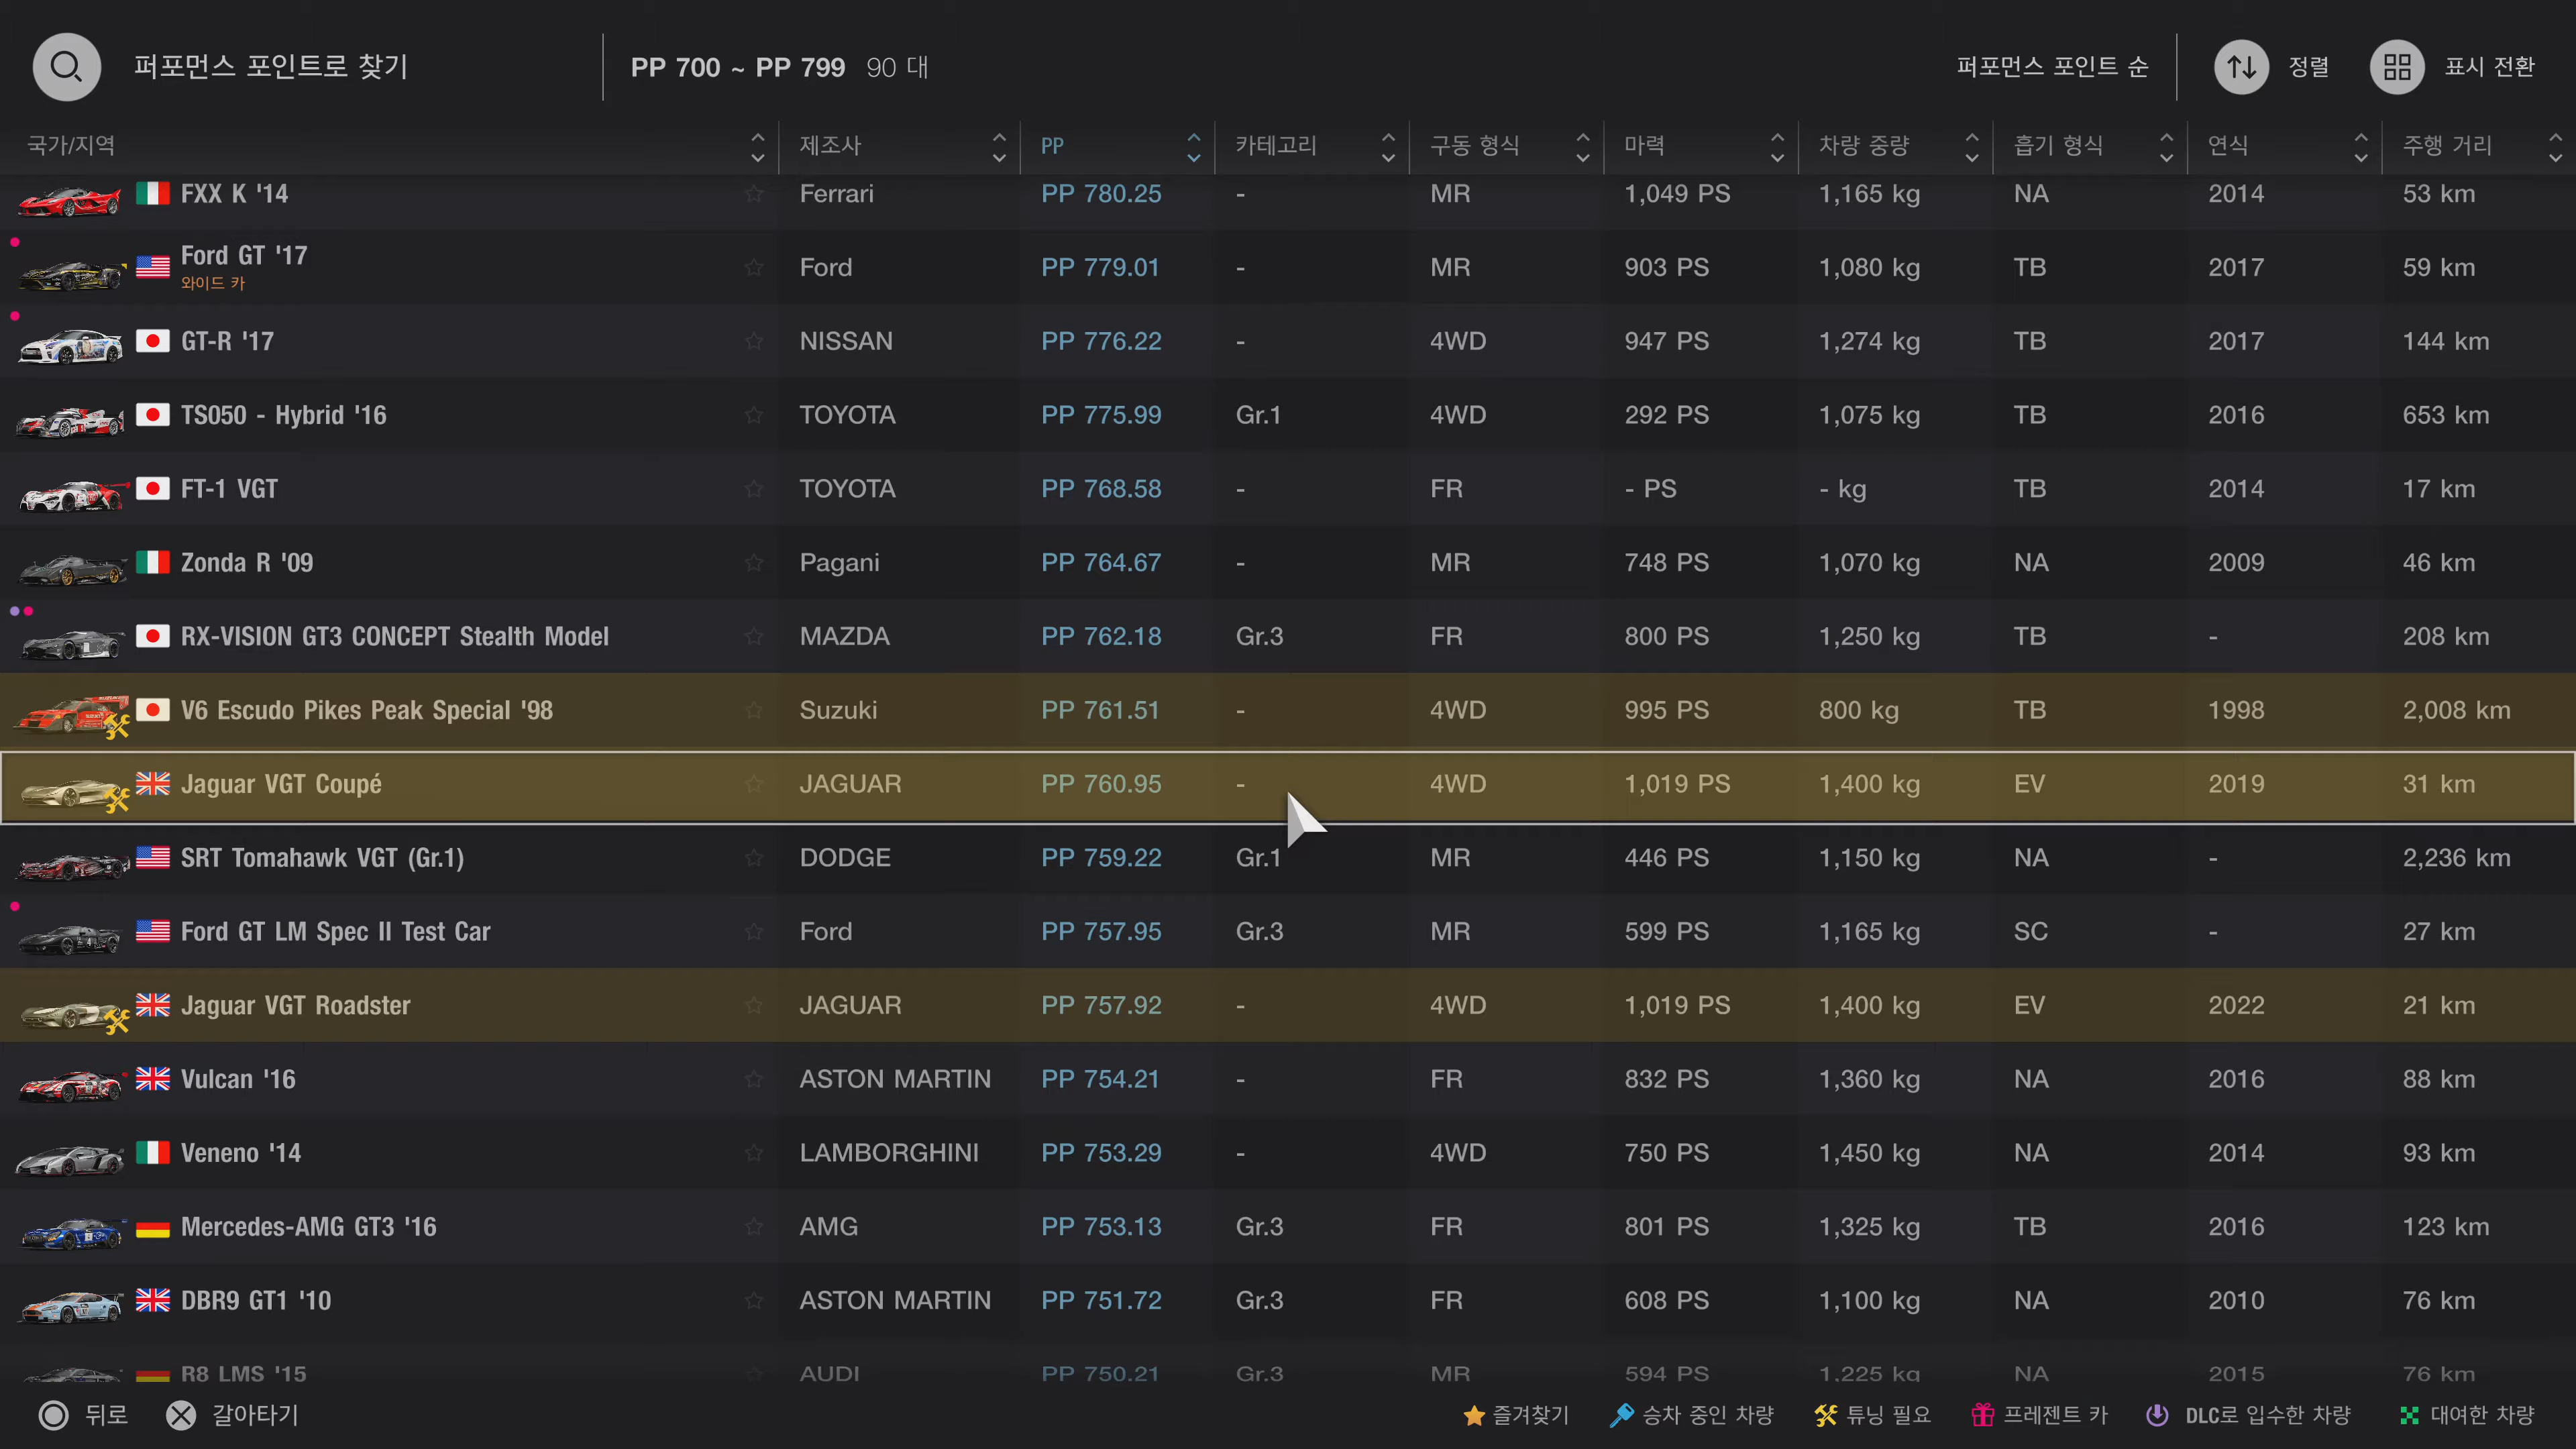 퍼포먼스 포인트로 찾기 PP 700 ~ PP 799 90 대 퍼포먼스 포인트 순 정렬 표시 전환
국가/지역 제조사 PP 카테고리 구동 형식 마력 차량 중량 흡기 형식 연식 주행 거리
FXX K '14 Ferrari PP 780.25 - MR 1,049 PS 1,165 kg NA 2014 53 km
Ford GT '17 Ford PP 779.01 - MR 903 PS 1,080 kg TB 2017 59 km
와이드 카
GT-R '17 NISSAN PP 776.22 - 4WD 947 PS 1,274 kg TB 2017 144 km
TS050 - Hybrid '16 TOYOTA PP 775.99 Gr.1 4WD 292 PS 1,075 kg TB 2016 653 km
FT-1 VGT TOYOTA PP 768.58 - FR - PS - kg TB 2014 17 km
Zonda R '09 Pagani PP 764.67 - MR 748 PS 1,070 kg NA 2009 46 km
RX-VISION GT3 CONCEPT Stealth Model MAZDA PP 762.18 Gr.3 FR 800 PS 1,250 kg TB - 208 km
V6 Escudo Pikes Peak Special '98 Suzuki PP 761.51 - 4WD 995 PS 800 kg TB 1998 2,008 km
Jaguar VGT Coupé JAGUAR PP 760.95 - 4WD 1,019 PS 1,400 kg EV 2019 31 km
SRT Tomahawk VGT (Gr.1) DODGE PP 759.22 Gr.1 MR 446 PS 1,150 kg NA - 2,236 km
Ford GT LM Spec II Test Car Ford PP 757.95 Gr.3 MR 599 PS 1,165 kg SC - 27 km
Jaguar VGT Roadster JAGUAR PP 757.92 - 4WD 1,019 PS 1,400 kg EV 2022 21 km
Vulcan '16 ASTON MARTIN PP 754.21 - FR 832 PS 1,360 kg NA 2016 88 km
Veneno '14 LAMBORGHINI PP 753.29 - 4WD 750 PS 1,450 kg NA 2014 93 km
Mercedes-AMG GT3 '16 AMG PP 753.13 Gr.3 FR 801 PS 1,325 kg TB 2016 123 km
DBR9 GT1 '10 ASTON MARTIN PP 751.72 Gr.3 FR 608 PS 1,100 kg NA 2010 76 km
R8 LMS '15 AUDI PP 750.21 Gr.3 MR 594 PS 1,225 kg NA 2015 76 km
뒤로 갈아타기 즐겨찾기 승차 중인 차량 튜닝 필요 프레젠트 카 DLC로 입수한 차량 대여한 차량